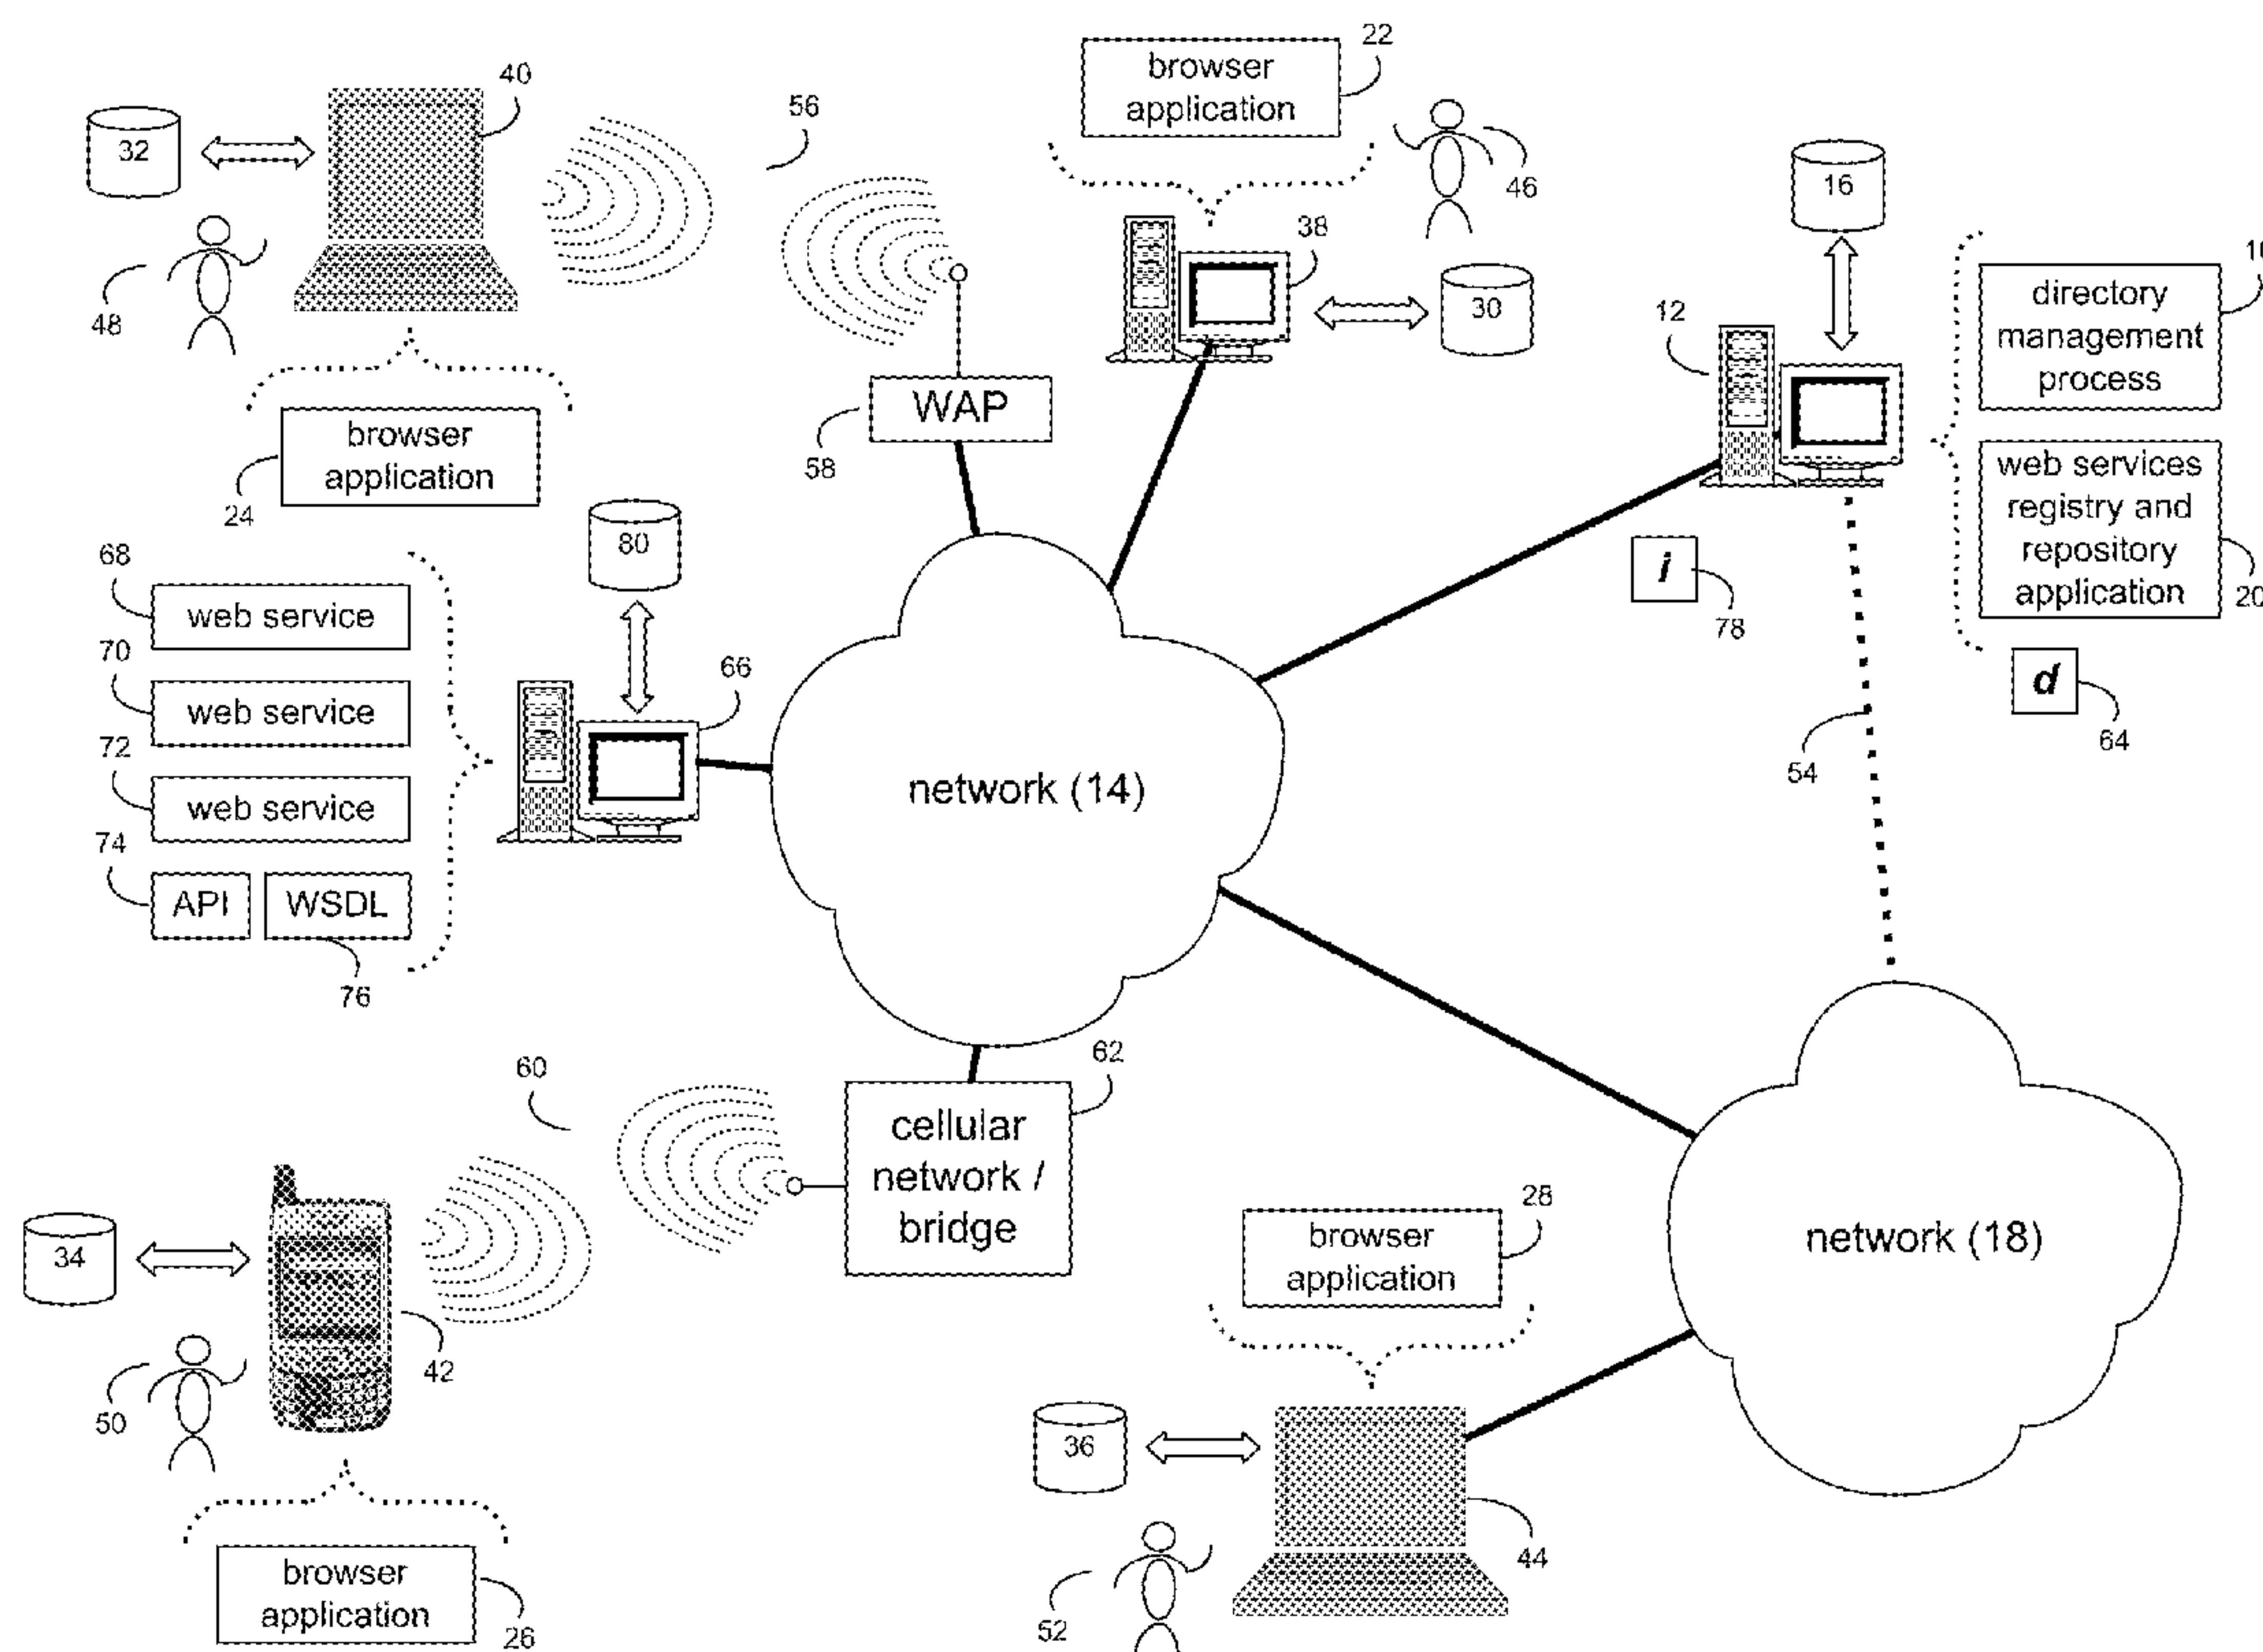 40
32
48
browser
application
24
56
WAP
58
browser
application
22
46
38
30
16
12
directory
management
process
web services
registry and
repository
application
20
i
78
d
64
54
68
web service
70
web service
72
web service
74
API
WSDL
76
80
66
network (14)
60
cellular
network /
bridge
62
34
42
50
browser
application
26
browser
application
28
36
44
52
network (18)